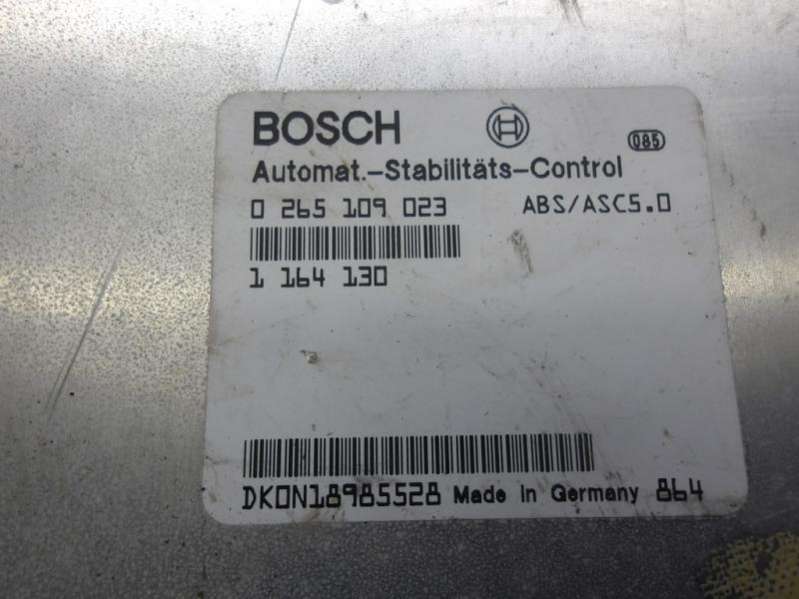 BOSCH
085
Automat.-Stabilitäts-Control
0 265 109 023 ABS/ASC5.0
1 164 130
DK0N18985528 Made in Germany 864